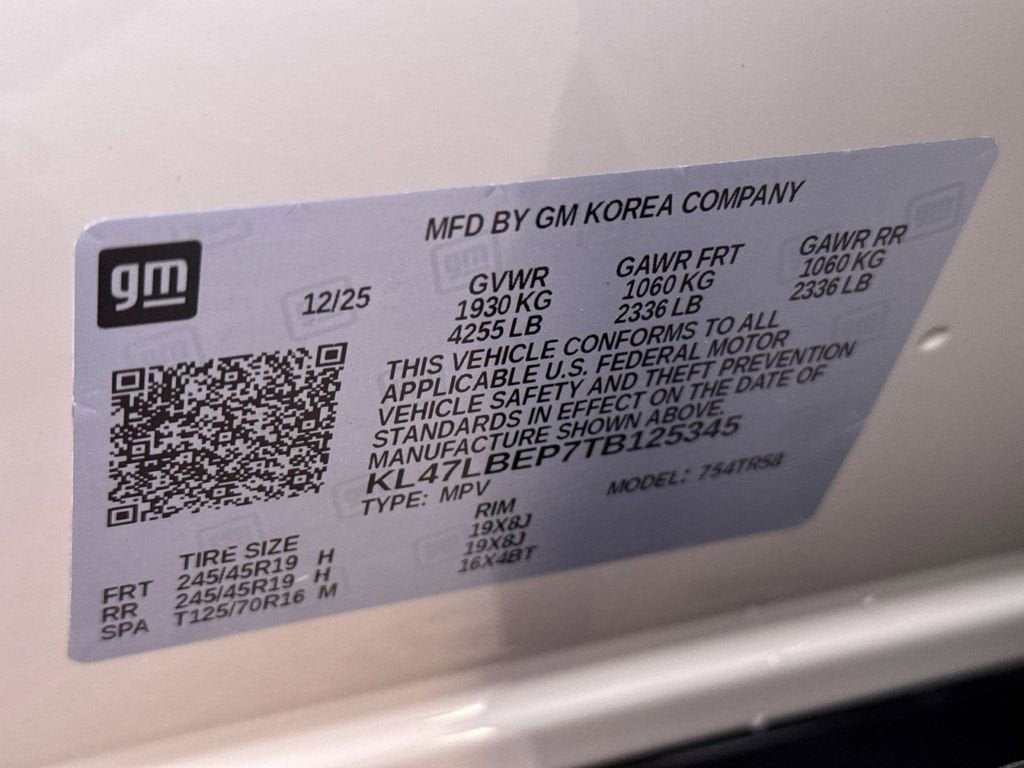 MFD BY GM KOREA COMPANY
gm
12/25
GVWR GAWR FRT GAWR RR
1930 KG 1060 KG 1060 KG
4255 LB 2336 LB 2336 LB
THIS VEHICLE CONFORMS TO ALL
APPLICABLE U.S. FEDERAL MOTOR
VEHICLE SAFETY AND THEFT PREVENTION
STANDARDS IN EFFECT ON THE DATE OF
MANUFACTURE SHOWN ABOVE.
KL47LBEP7TB125345
TYPE: MPV MODEL: 754TR58
TIRE SIZE RIM
FRT 245/45R19 H 19X8J
RR 245/45R19 H 19X8J
SPA T125/70R16 M 16X4BT